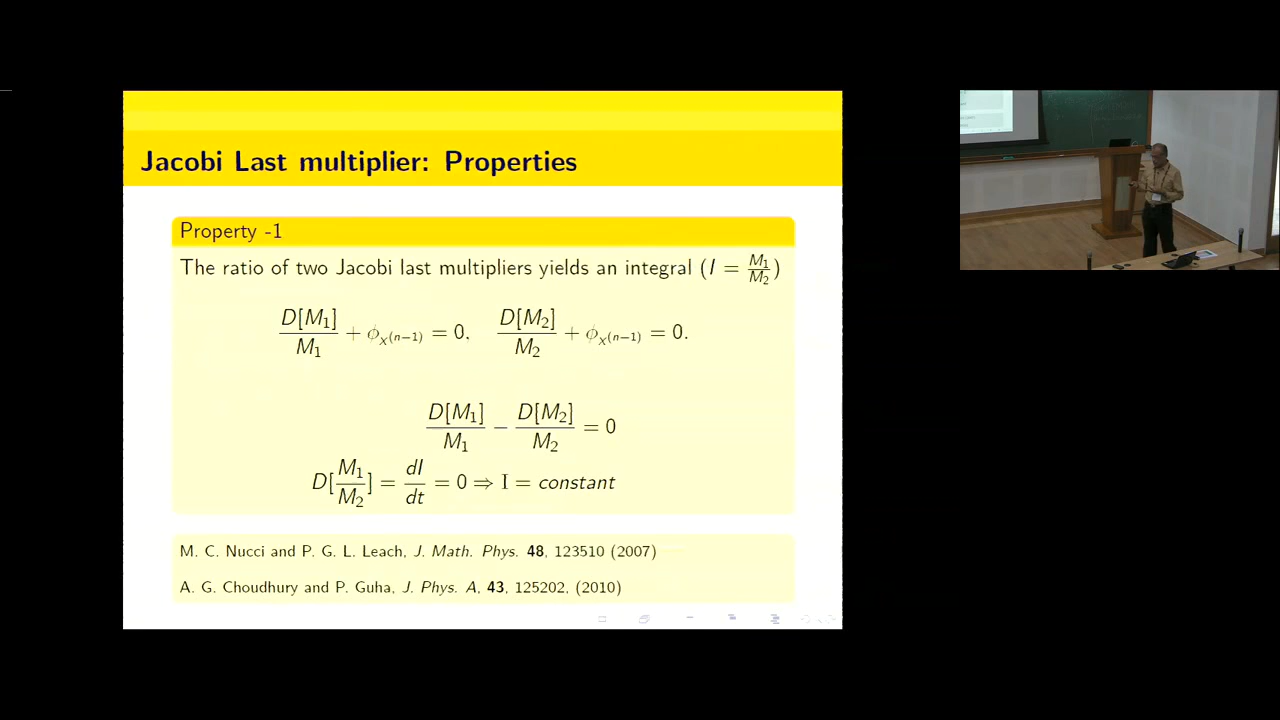 Jacobi Last multiplier: Properties
Property -1
The ratio of two Jacobi last multipliers yields an integral (I = M₁/M₂)
D[M₁]/M₁ + ϕ_x⁽ⁿ⁻¹⁾ = 0, D[M₂]/M₂ + ϕ_x⁽ⁿ⁻¹⁾ = 0.
D[M₁]/M₁ − D[M₂]/M₂ = 0
D[M₁/M₂] = dI/dt = 0 ⇒ I = constant
M. C. Nucci and P. G. L. Leach, J. Math. Phys. 48, 123510 (2007)
A. G. Choudhury and P. Guha, J. Phys. A, 43, 125202, (2010)